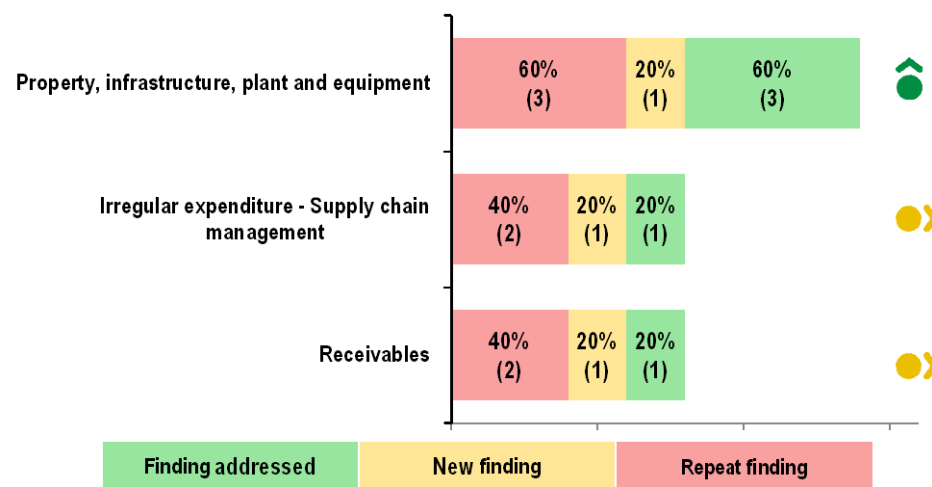 Property, infrastructure, plant and equipment
60%
(3)
20%
(1)
60%
(3)
Irregular expenditure - Supply chain
management
40%
(2)
20%
(1)
20%
(1)
Receivables
40%
(2)
20%
(1)
20%
(1)
Finding addressed
New finding
Repeat finding